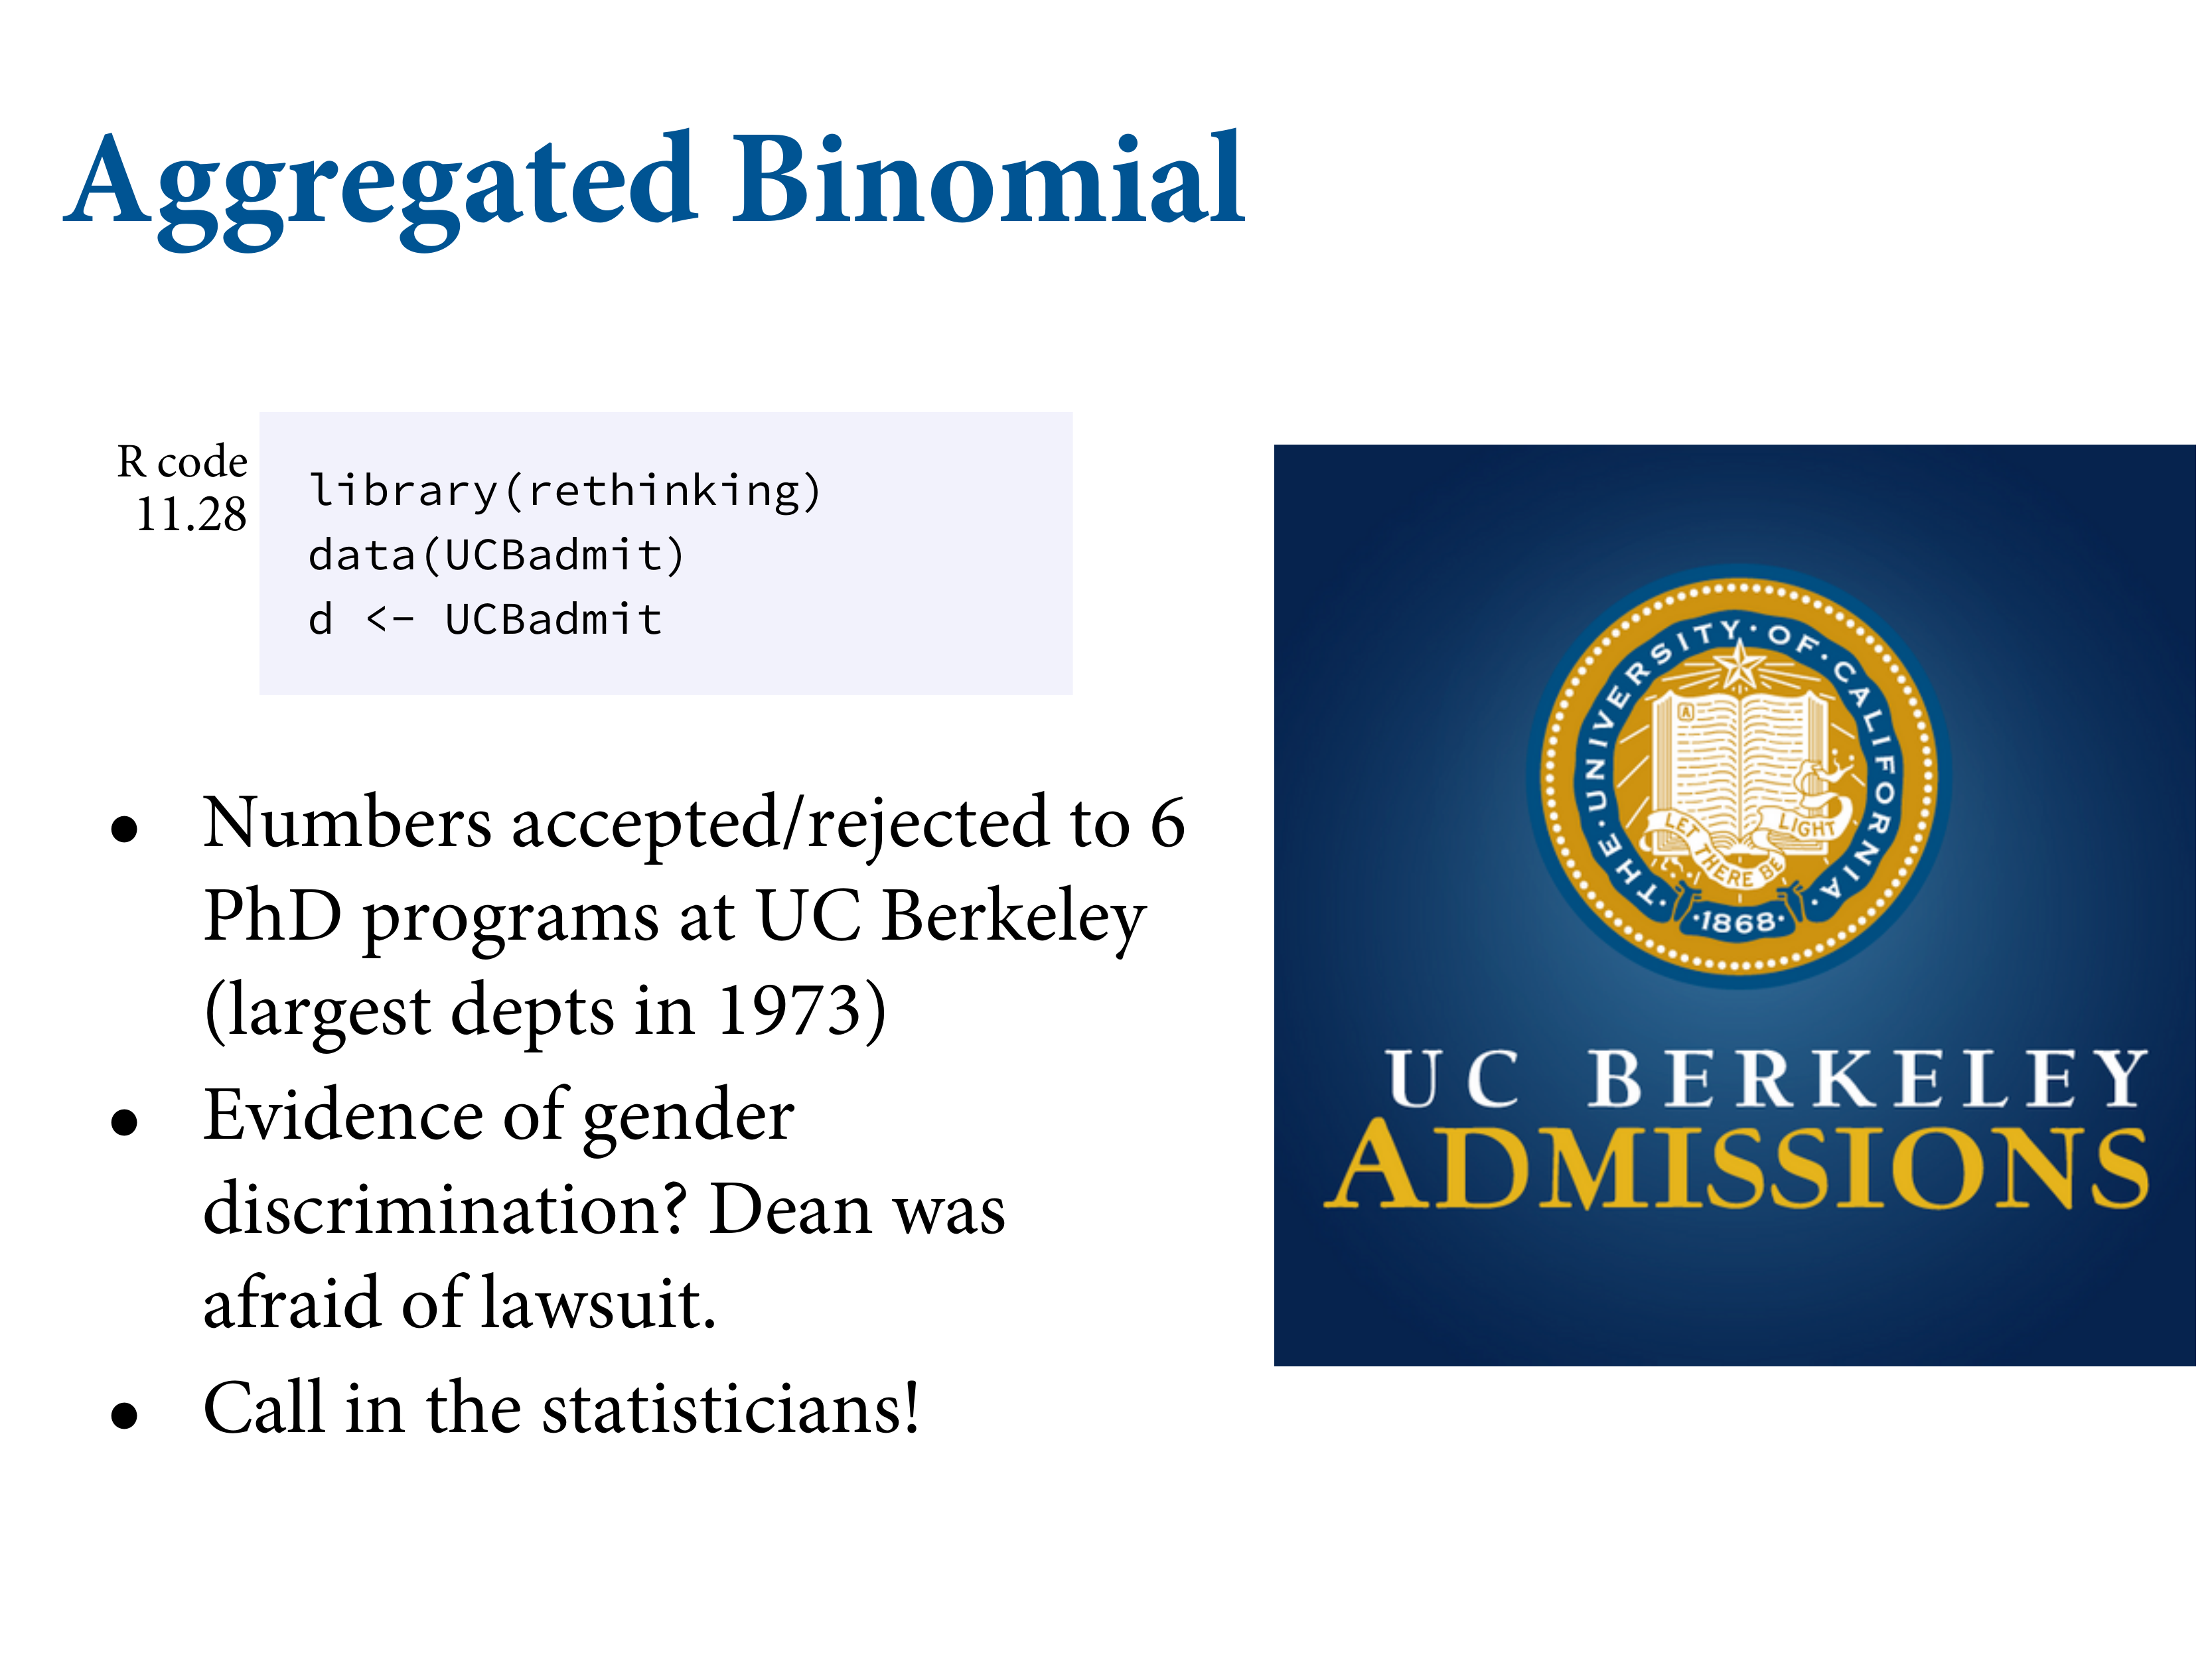 Aggregated Binomial
R code
11.28
library(rethinking)
data(UCBadmit)
d <- UCBadmit
• Numbers accepted/rejected to 6
PhD programs at UC Berkeley
(largest depts in 1973)
• Evidence of gender
discrimination? Dean was
afraid of lawsuit.
• Call in the statisticians!
THE·UNIVERSITY·OF·CALIFORNIA·
A
LET THERE BE LIGHT
·1868·
UC BERKELEY
ADMISSIONS